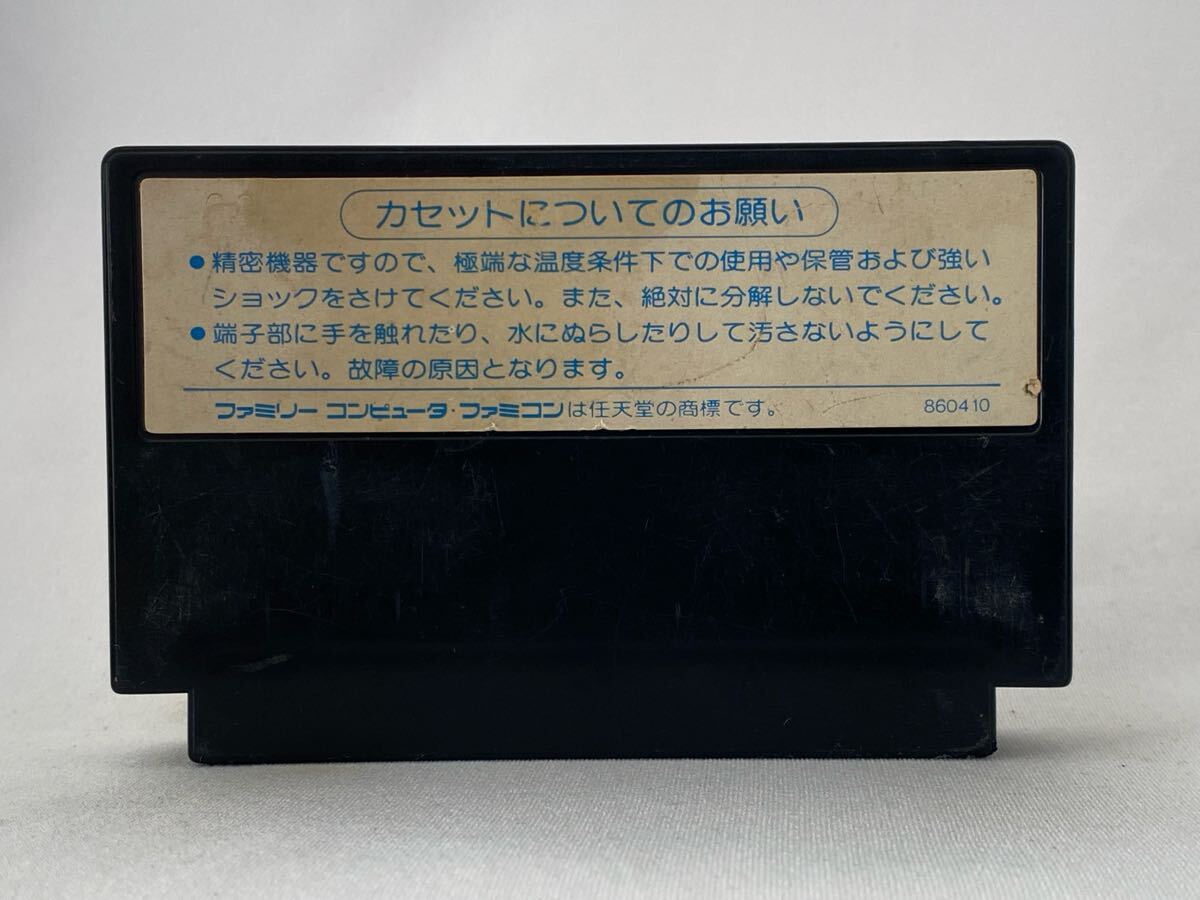 カセットについてのお願い
●精密機器ですので、極端な温度条件下での使用や保管および強い
ショックをさけてください。また、絶対に分解しないでください。
●端子部に手を触れたり、水にぬらしたりして汚さないようにして
ください。故障の原因となります。
ファミリー コンピュータ・ファミコンは任天堂の商標です。 860410